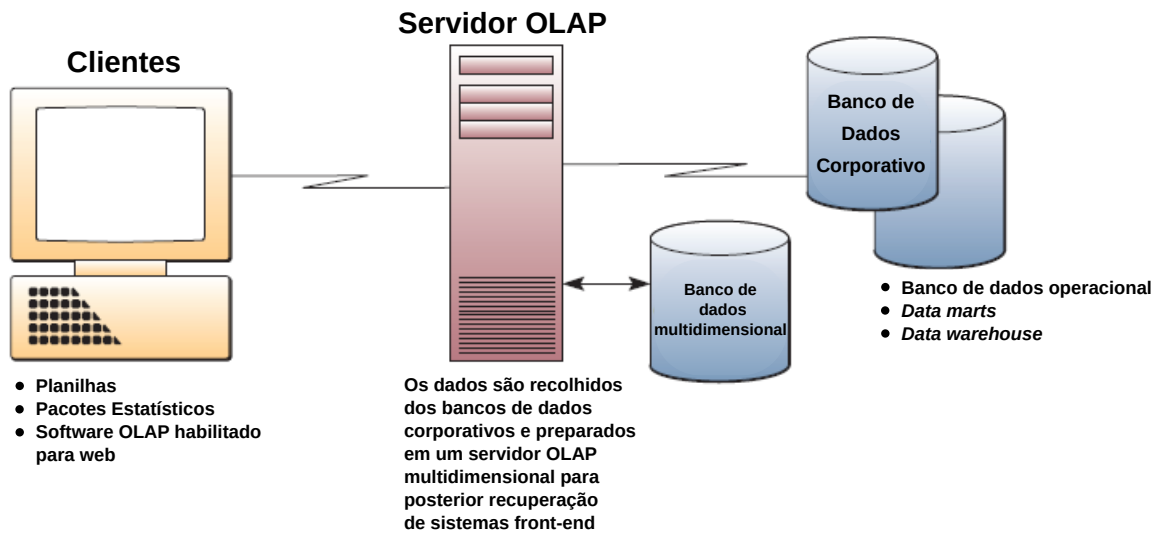 Servidor OLAP
Clientes
Banco de
Dados
Corporativo
Banco de
dados
multidimensional
● Banco de dados operacional
● Data marts
● Data warehouse
● Planilhas
● Pacotes Estatísticos
● Software OLAP habilitado
para web
Os dados são recolhidos
dos bancos de dados
corporativos e preparados
em um servidor OLAP
multidimensional para
posterior recuperação
de sistemas front-end